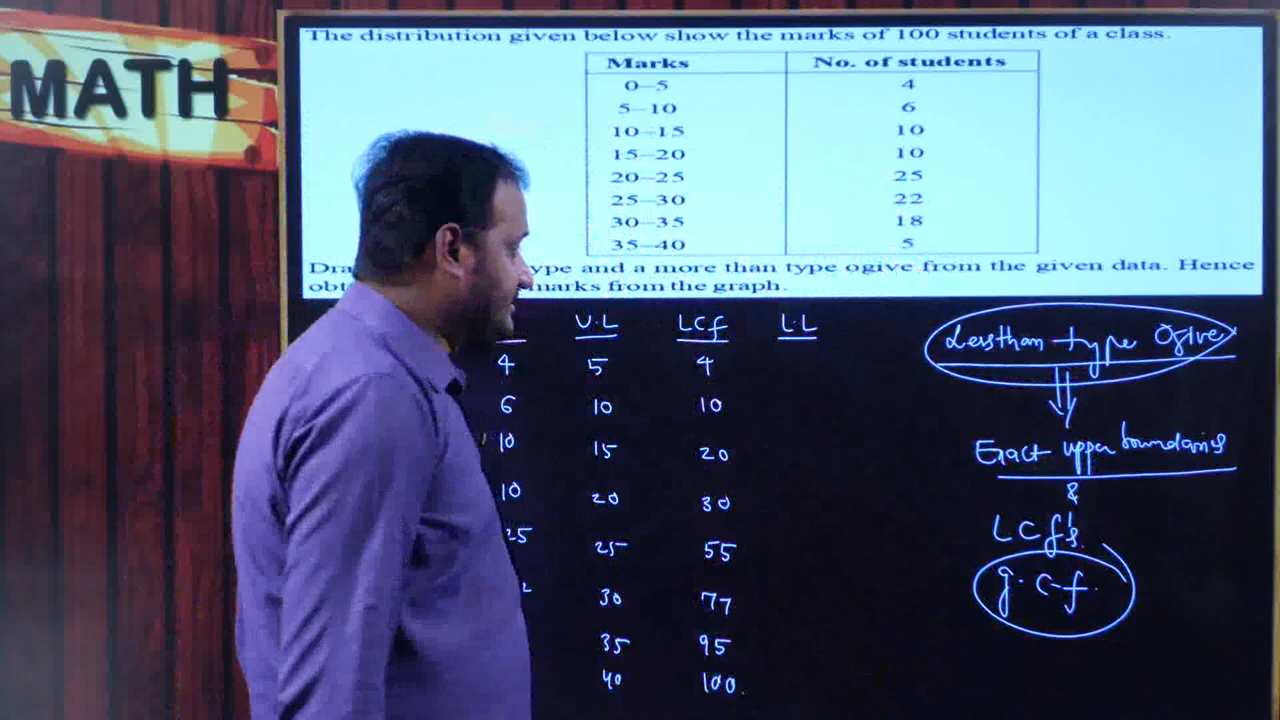 MATH
The distribution given below show the marks of 100 students of a class.
Marks No. of students
0–5 4
5–10 6
10–15 10
15–20 10
20–25 25
25–30 22
30–35 18
35–40 5
ype and a more than type ogive from the given data. Hence
marks from the graph.
U.L LCf L.L
4 5 4
6 10 10
10 15 20
10 20 30
25 25 55
2 30 77
35 95
40 100.
Lessthan type Ogive
Exact upper boundaries
&
LCf's.
g.c.f.